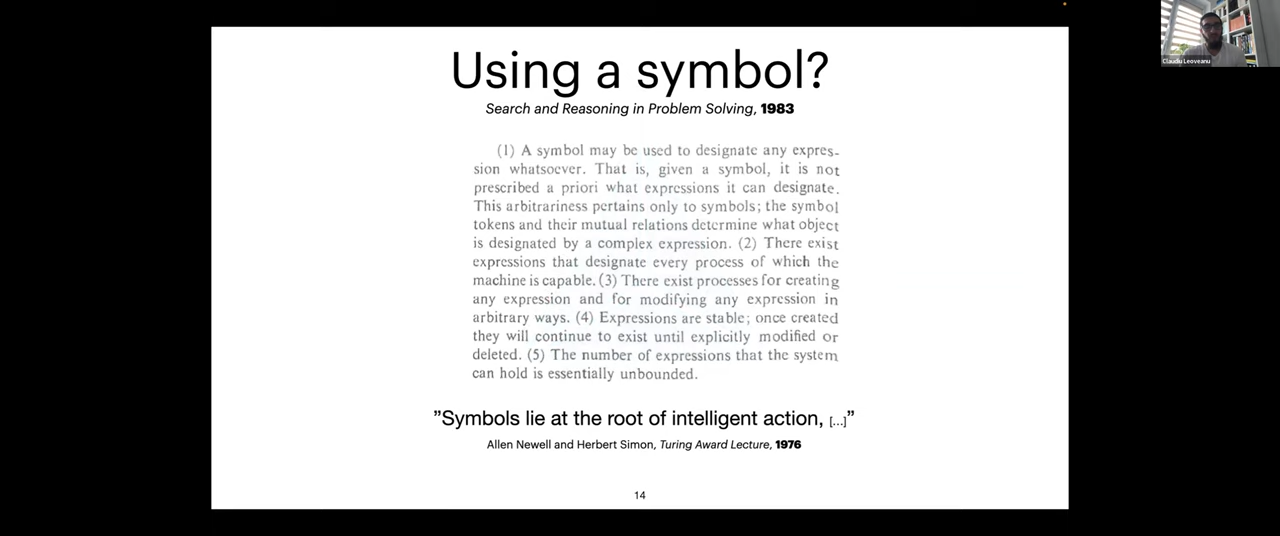 Using a symbol?
Search and Reasoning in Problem Solving, 1983
(1) A symbol may be used to designate any expres-
sion whatsoever. That is, given a symbol, it is not
prescribed a priori what expressions it can designate.
This arbitrariness pertains only to symbols; the symbol
tokens and their mutual relations determine what object
is designated by a complex expression. (2) There exist
expressions that designate every process of which the
machine is capable. (3) There exist processes for creating
any expression and for modifying any expression in
arbitrary ways. (4) Expressions are stable; once created
they will continue to exist until explicitly modified or
deleted. (5) The number of expressions that the system
can hold is essentially unbounded.
”Symbols lie at the root of intelligent action, [...]”
Allen Newell and Herbert Simon, Turing Award Lecture, 1976
14
Claudiu Leoveanu